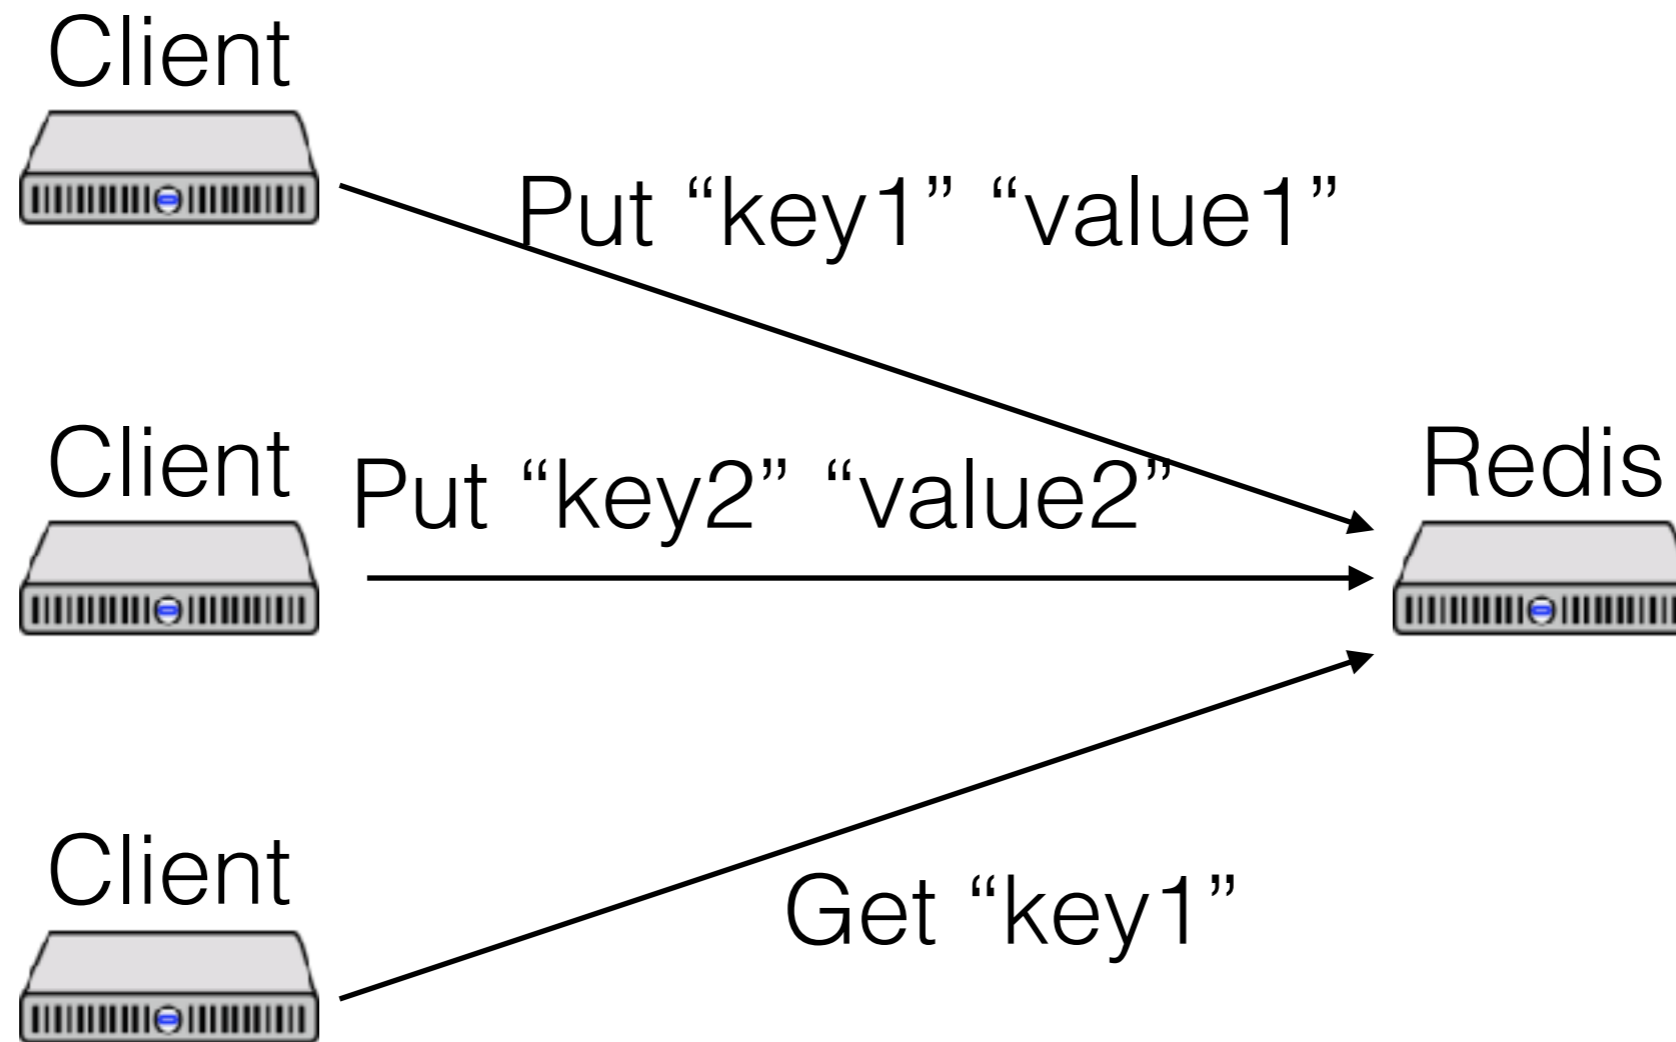 Client
Put “key1” “value1”
Client
Put “key2” “value2”
Redis
Client
Get “key1”